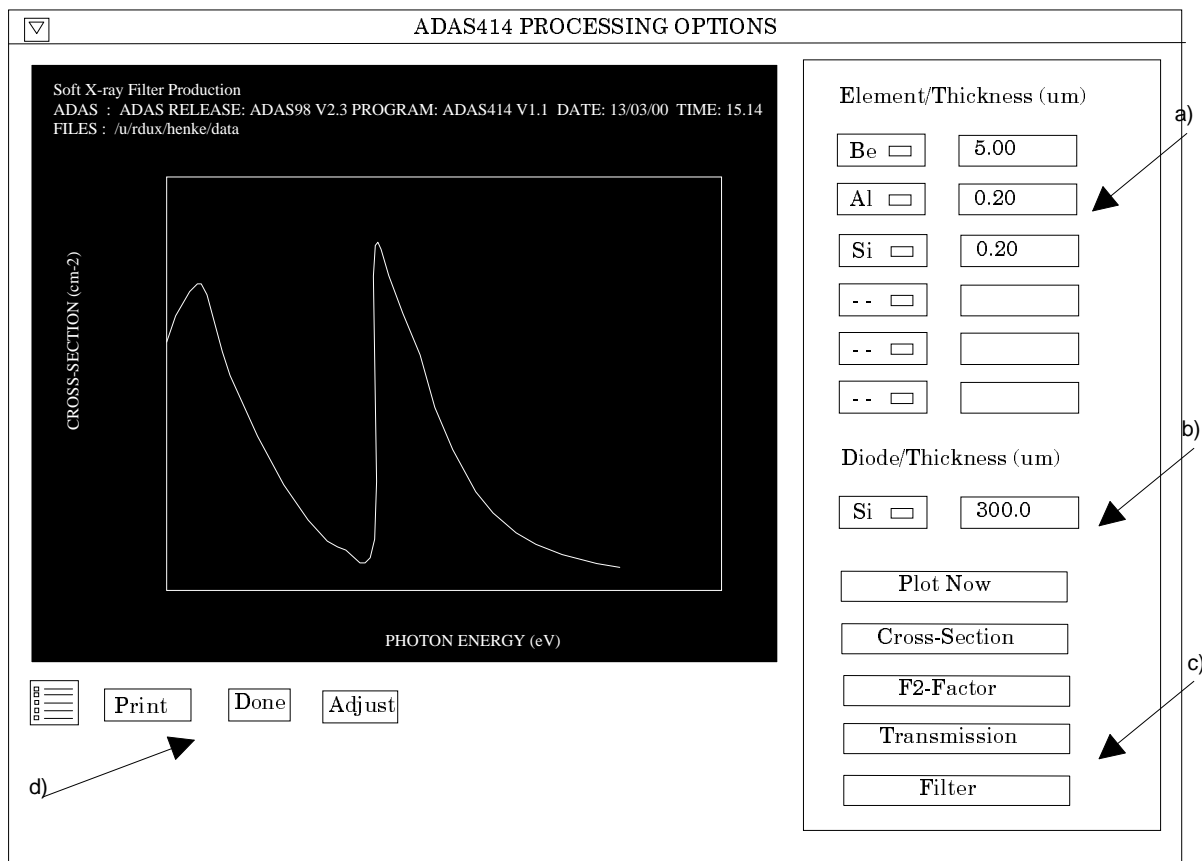 ADAS414 PROCESSING OPTIONS
Soft X-ray Filter Production
ADAS : ADAS RELEASE: ADAS98 V2.3 PROGRAM: ADAS414 V1.1 DATE: 13/03/00 TIME: 15.14
FILES : /u/rdux/henke/data
CROSS-SECTION (cm-2)
PHOTON ENERGY (eV)
Element/Thickness (um)
a)
Be 5.00
Al 0.20
Si 0.20
- -
- -
- -
b)
Diode/Thickness (um)
Si 300.0
Plot Now
Cross-Section
c)
F2-Factor
Transmission
Filter
Print Done Adjust
d)